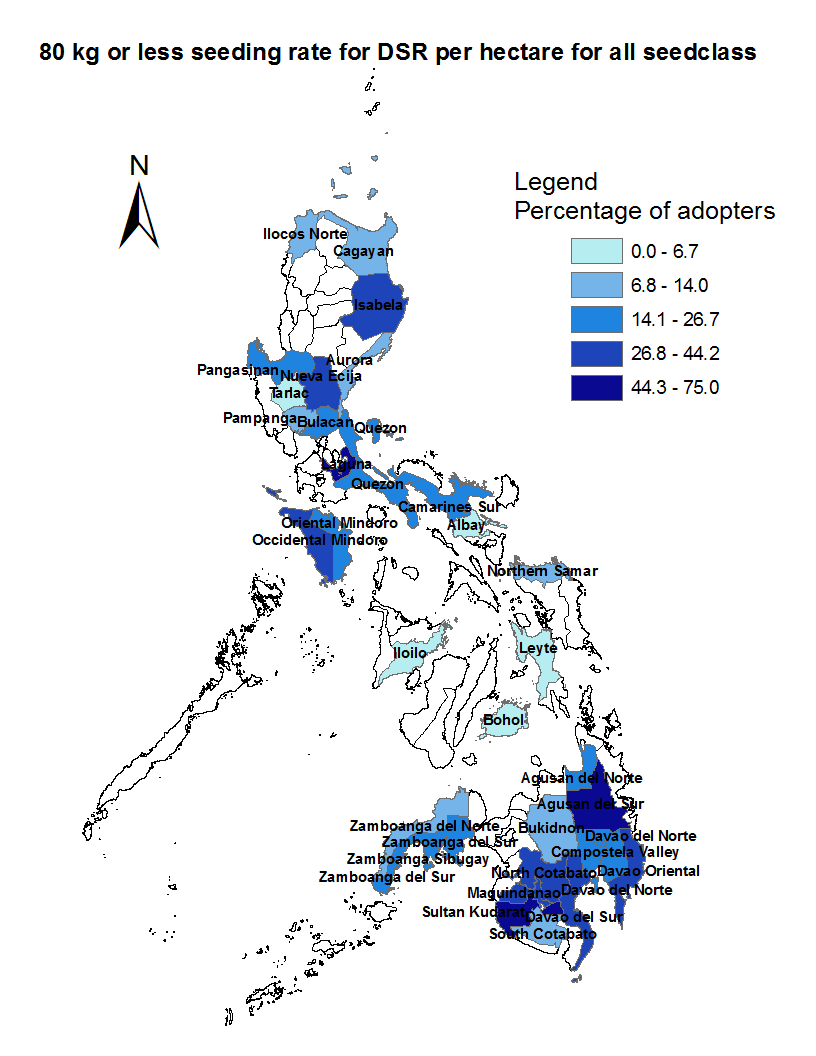 80 kg or less seeding rate for DSR per hectare for all seedclass
N
Legend
Percentage of adopters
0.0 - 6.7
6.8 - 14.0
14.1 - 26.7
26.8 - 44.2
44.3 - 75.0
Ilocos Norte
Cagayan
Isabela
Aurora
Pangasinan
Nueva Ecija
Tarlac
Pampanga
Bulacan
Quezon
Laguna
Quezon
Camarines Sur
Oriental Mindoro
Albay
Occidental Mindoro
Northern Samar
Iloilo
Leyte
Bohol
Agusan del Norte
Agusan del Sur
Zamboanga del Norte
Bukidnon
Davao del Norte
Zamboanga del Sur
Compostela Valley
Zamboanga Sibugay
North Cotabato
Davao Oriental
Zamboanga del Sur
Maguindanao
Davao del Norte
Sultan Kudarat
Davao del Sur
South Cotabato